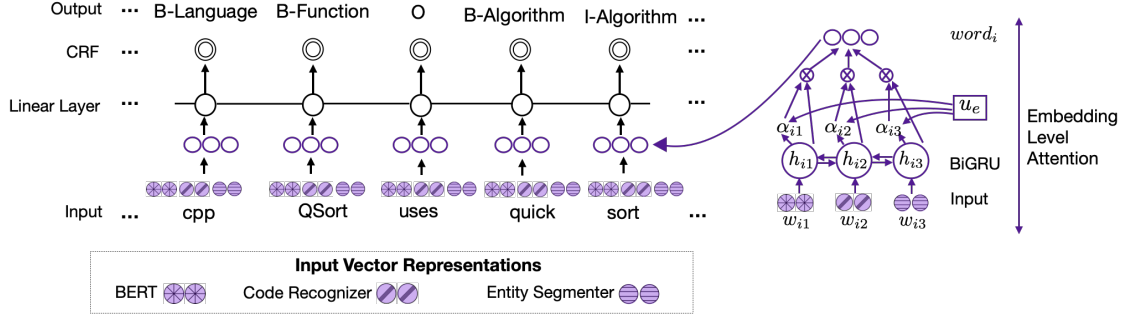 Output ... B-Language B-Function O B-Algorithm I-Algorithm ...
CRF ... ...
Linear Layer ... ...
Input ... cpp QSort uses quick sort ...
Input Vector Representations
BERT Code Recognizer Entity Segmenter
word_i
u_e
α_i1 α_i2 α_i3
h_i1 h_i2 h_i3 BiGRU
Input
w_i1 w_i2 w_i3
Embedding
Level
Attention